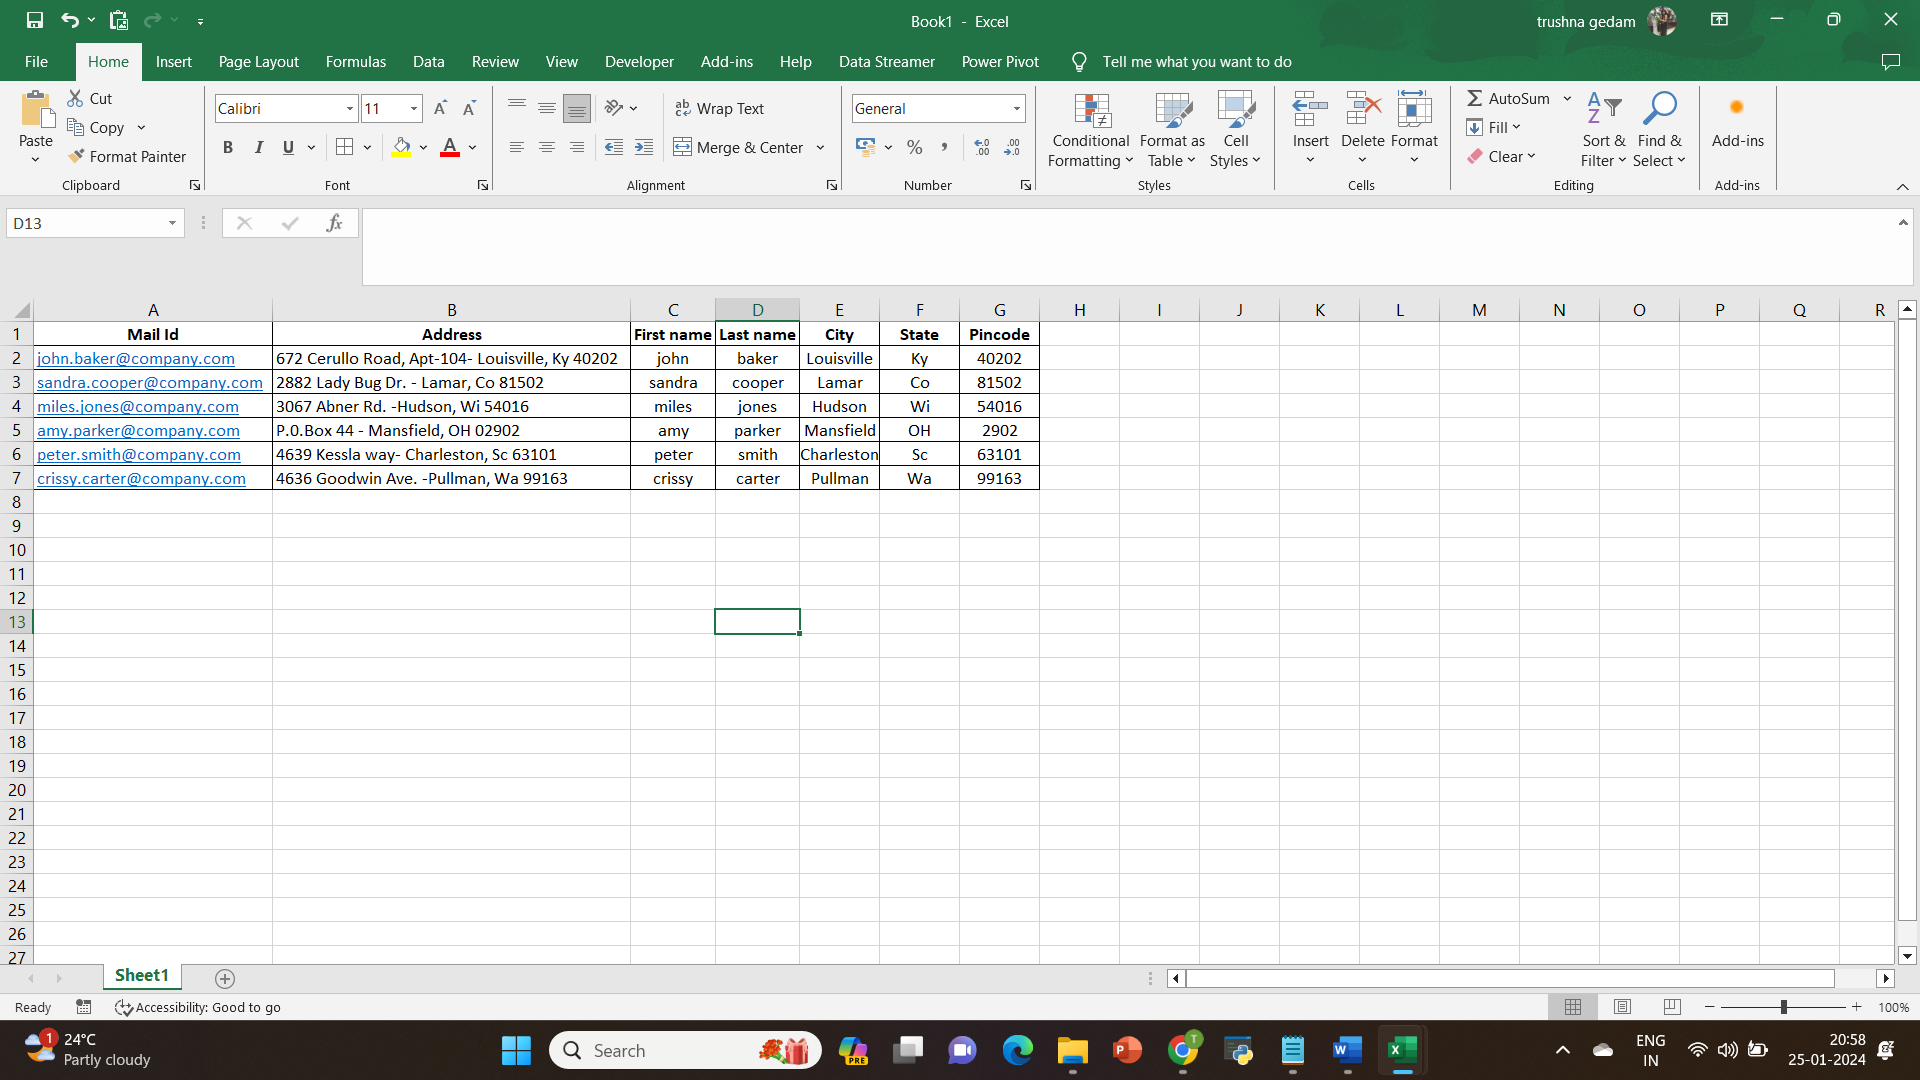 Book1 - Excel
trushna gedam
File Home Insert Page Layout Formulas Data Review View Developer Add-ins Help Data Streamer Power Pivot Tell me what you want to do
Paste
Cut
Copy
Format Painter
Clipboard
Calibri 11
B I U A
Font
Wrap Text
Merge & Center
Alignment
General
Number
Conditional Formatting
Format as Table
Cell Styles
Styles
Insert Delete Format
Cells
AutoSum
Fill
Clear
Sort & Filter
Find & Select
Editing
Add-ins
Add-ins
D13 fx
A B C D E F G H I J K L M N O P Q R
1 Mail Id Address First name Last name City State Pincode
2 john.baker@company.com 672 Cerullo Road, Apt-104- Louisville, Ky 40202 john baker Louisville Ky 40202
3 sandra.cooper@company.com 2882 Lady Bug Dr. - Lamar, Co 81502 sandra cooper Lamar Co 81502
4 miles.jones@company.com 3067 Abner Rd. -Hudson, Wi 54016 miles jones Hudson Wi 54016
5 amy.parker@company.com P.0.Box 44 - Mansfield, OH 02902 amy parker Mansfield OH 2902
6 peter.smith@company.com 4639 Kessla way- Charleston, Sc 63101 peter smith Charleston Sc 63101
7 crissy.carter@company.com 4636 Goodwin Ave. -Pullman, Wa 99163 crissy carter Pullman Wa 99163
8
9
10
11
12
13
14
15
16
17
18
19
20
21
22
23
24
25
26
27
Sheet1
Ready Accessibility: Good to go 100%
1 24°C
Partly cloudy
Search
PRE
T
ENG
IN
20:58
25-01-2024